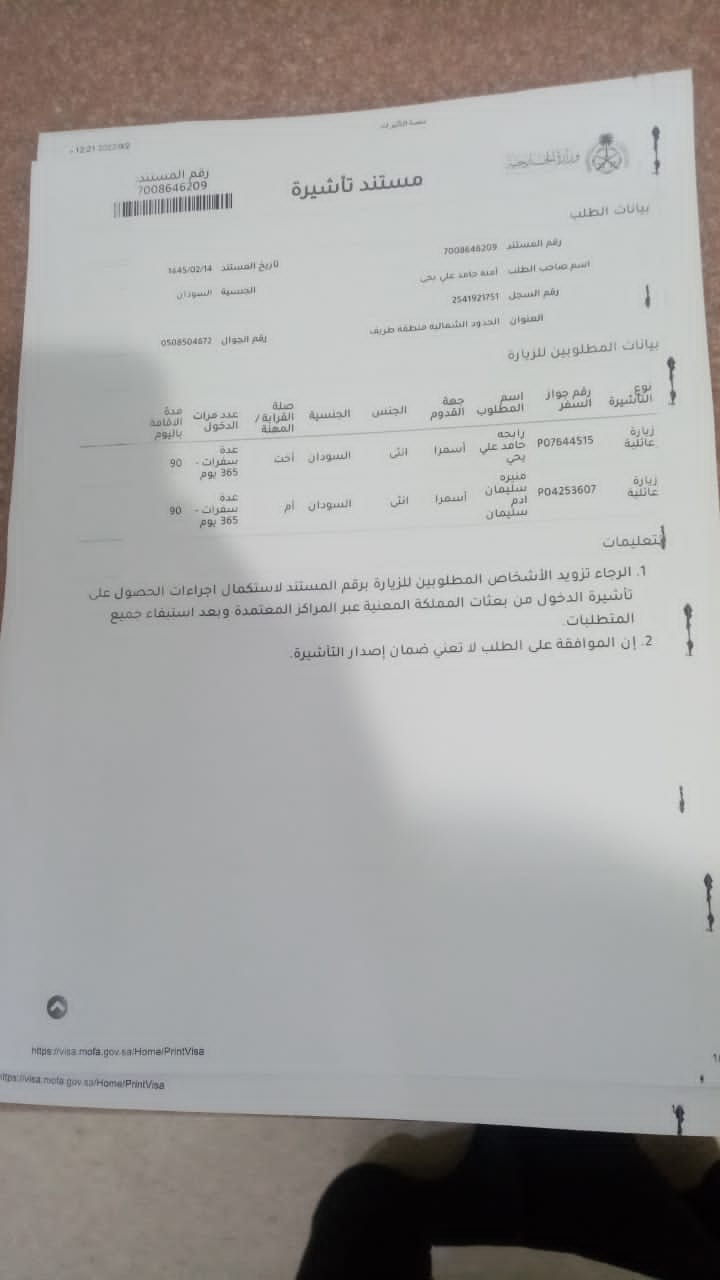 منصة التأشيرات
12:21
وزارة الخارجية
مستند تأشيرة
رقم المستند:
7008646209
بيانات الطلب
رقم المستند 7008646209
تاريخ المستند 1445/02/14
اسم صاحب الطلب امنه حامد علي يحي
الجنسية السودان
رقم السجل 2541921751
العنوان الحدود الشمالية منطقة طريف
رقم الجوال 0508504872
بيانات المطلوبين للزيارة
نوع التأشيرة رقم جواز السفر اسم المطلوب جهة القدوم الجنس الجنسية صلة القرابة / المهنة عدد مرات الدخول مدة الاقامة باليوم
زيارة عائلية P07644515 رابحه حامد علي يحي أسمرا انثى السودان أخت عدة سفرات - 365 يوم 90
زيارة عائلية P04253607 منيره سليمان ادم سليمان أسمرا انثى السودان أم عدة سفرات - 365 يوم 90
تعليمات
1. الرجاء تزويد الأشخاص المطلوبين للزيارة برقم المستند لاستكمال اجراءات الحصول على
تأشيرة الدخول من بعثات المملكة المعنية عبر المراكز المعتمدة وبعد استيفاء جميع
المتطلبات.
2. إن الموافقة على الطلب لا تعني ضمان إصدار التأشيرة.
https://visa.mofa.gov.sa/Home/PrintVisa
https://visa.mofa.gov.sa/Home/PrintVisa